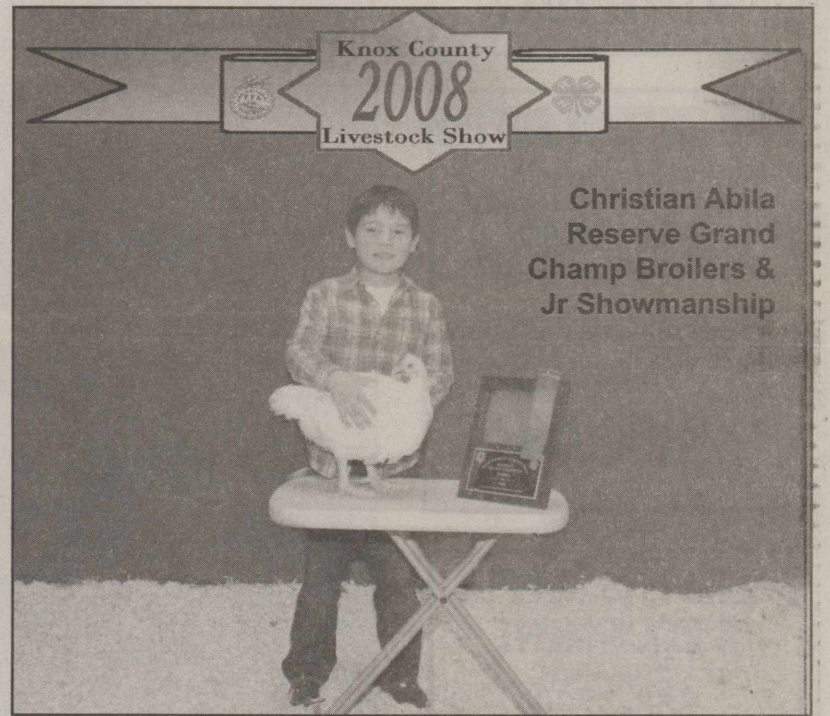 Knox County
2008
Livestock Show
Christian Abila
Reserve Grand
Champ Broilers &
Jr Showmanship